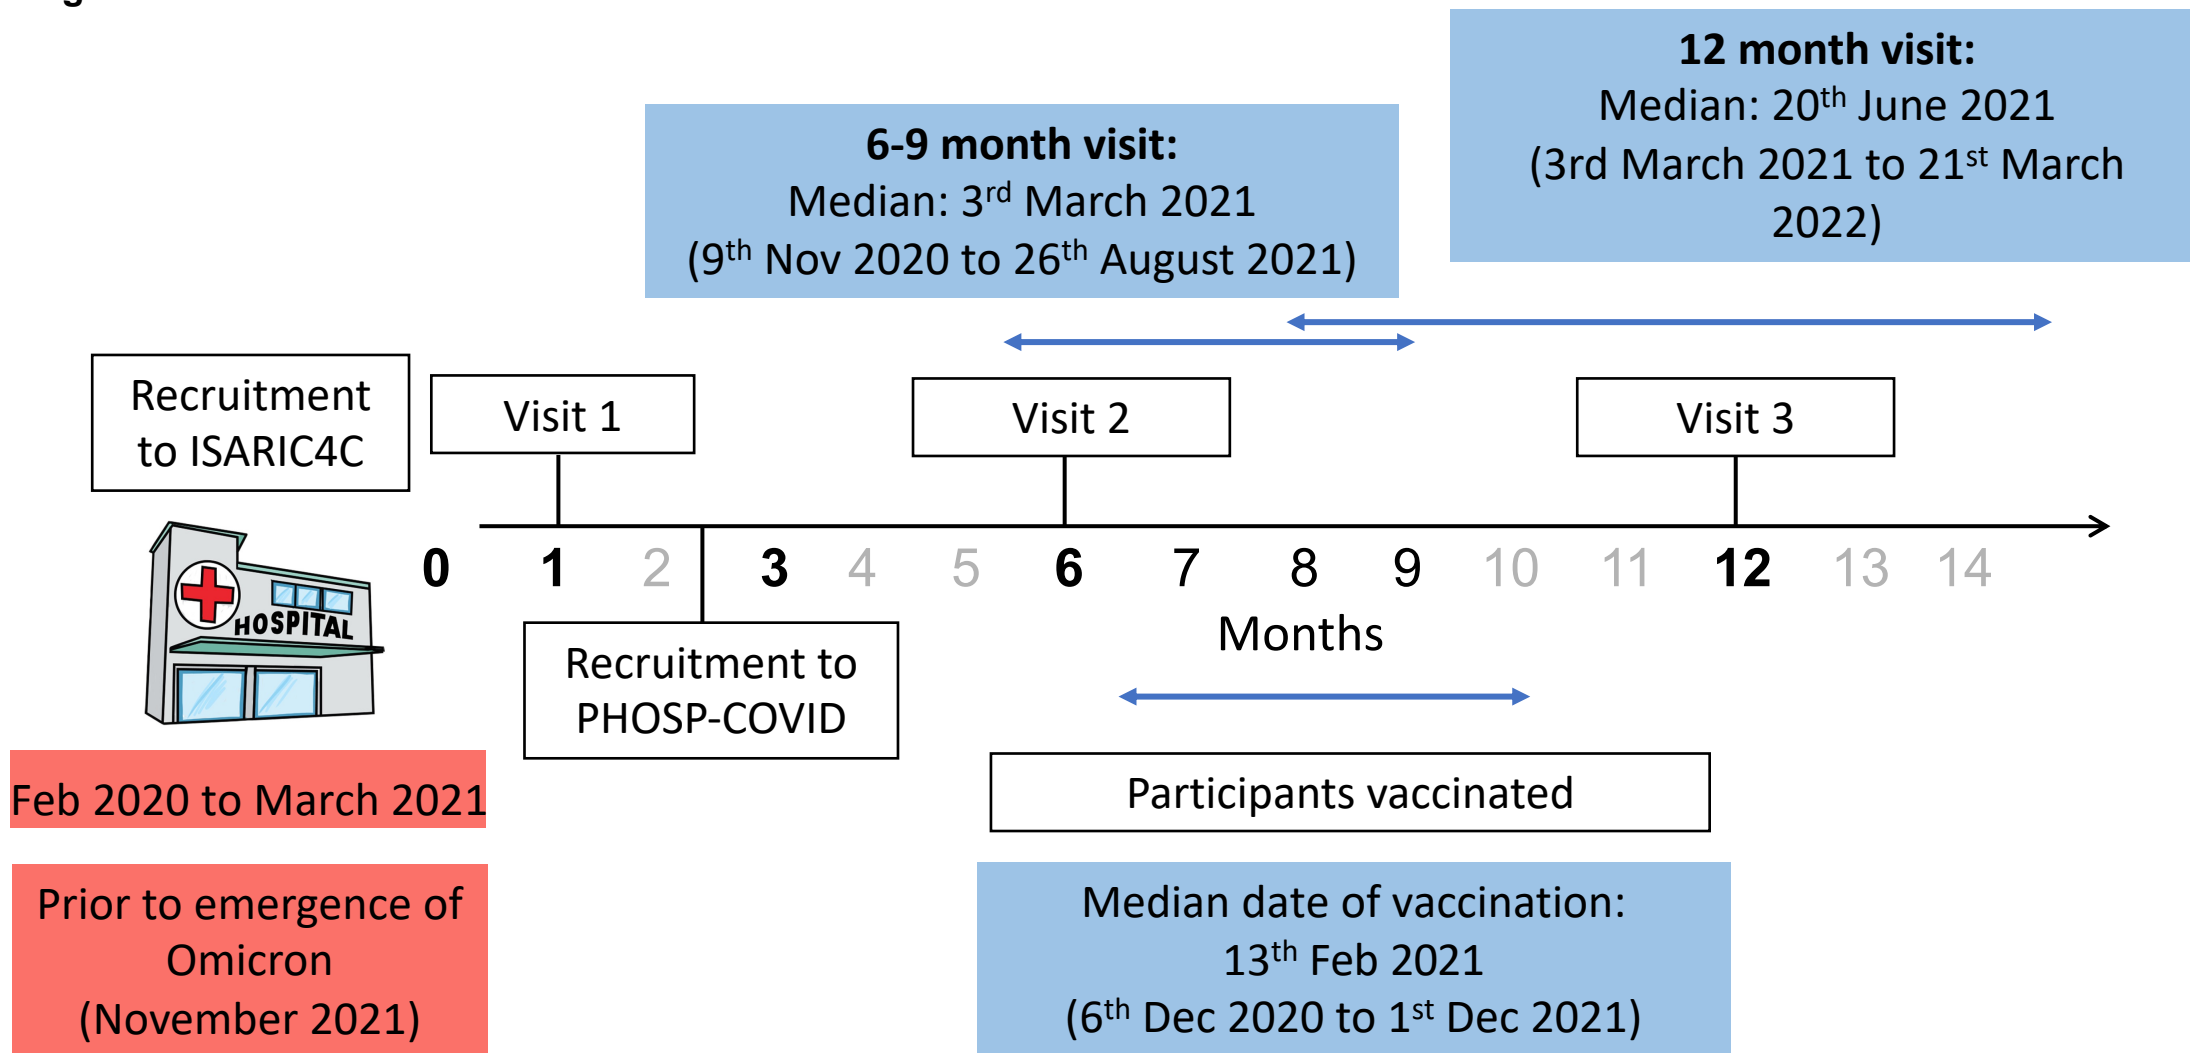 12 month visit:
Median: 20th June 2021
(3rd March 2021 to 21st March
2022)
6-9 month visit:
Median: 3rd March 2021
(9th Nov 2020 to 26th August 2021)
Recruitment
to ISARIC4C
Visit 1
Visit 2
Visit 3
HOSPITAL
0 1 2 3 4 5 6 7 8 9 10 11 12 13 14
Months
Recruitment to
PHOSP-COVID
Feb 2020 to March 2021
Participants vaccinated
Prior to emergence of
Omicron
(November 2021)
Median date of vaccination:
13th Feb 2021
(6th Dec 2020 to 1st Dec 2021)